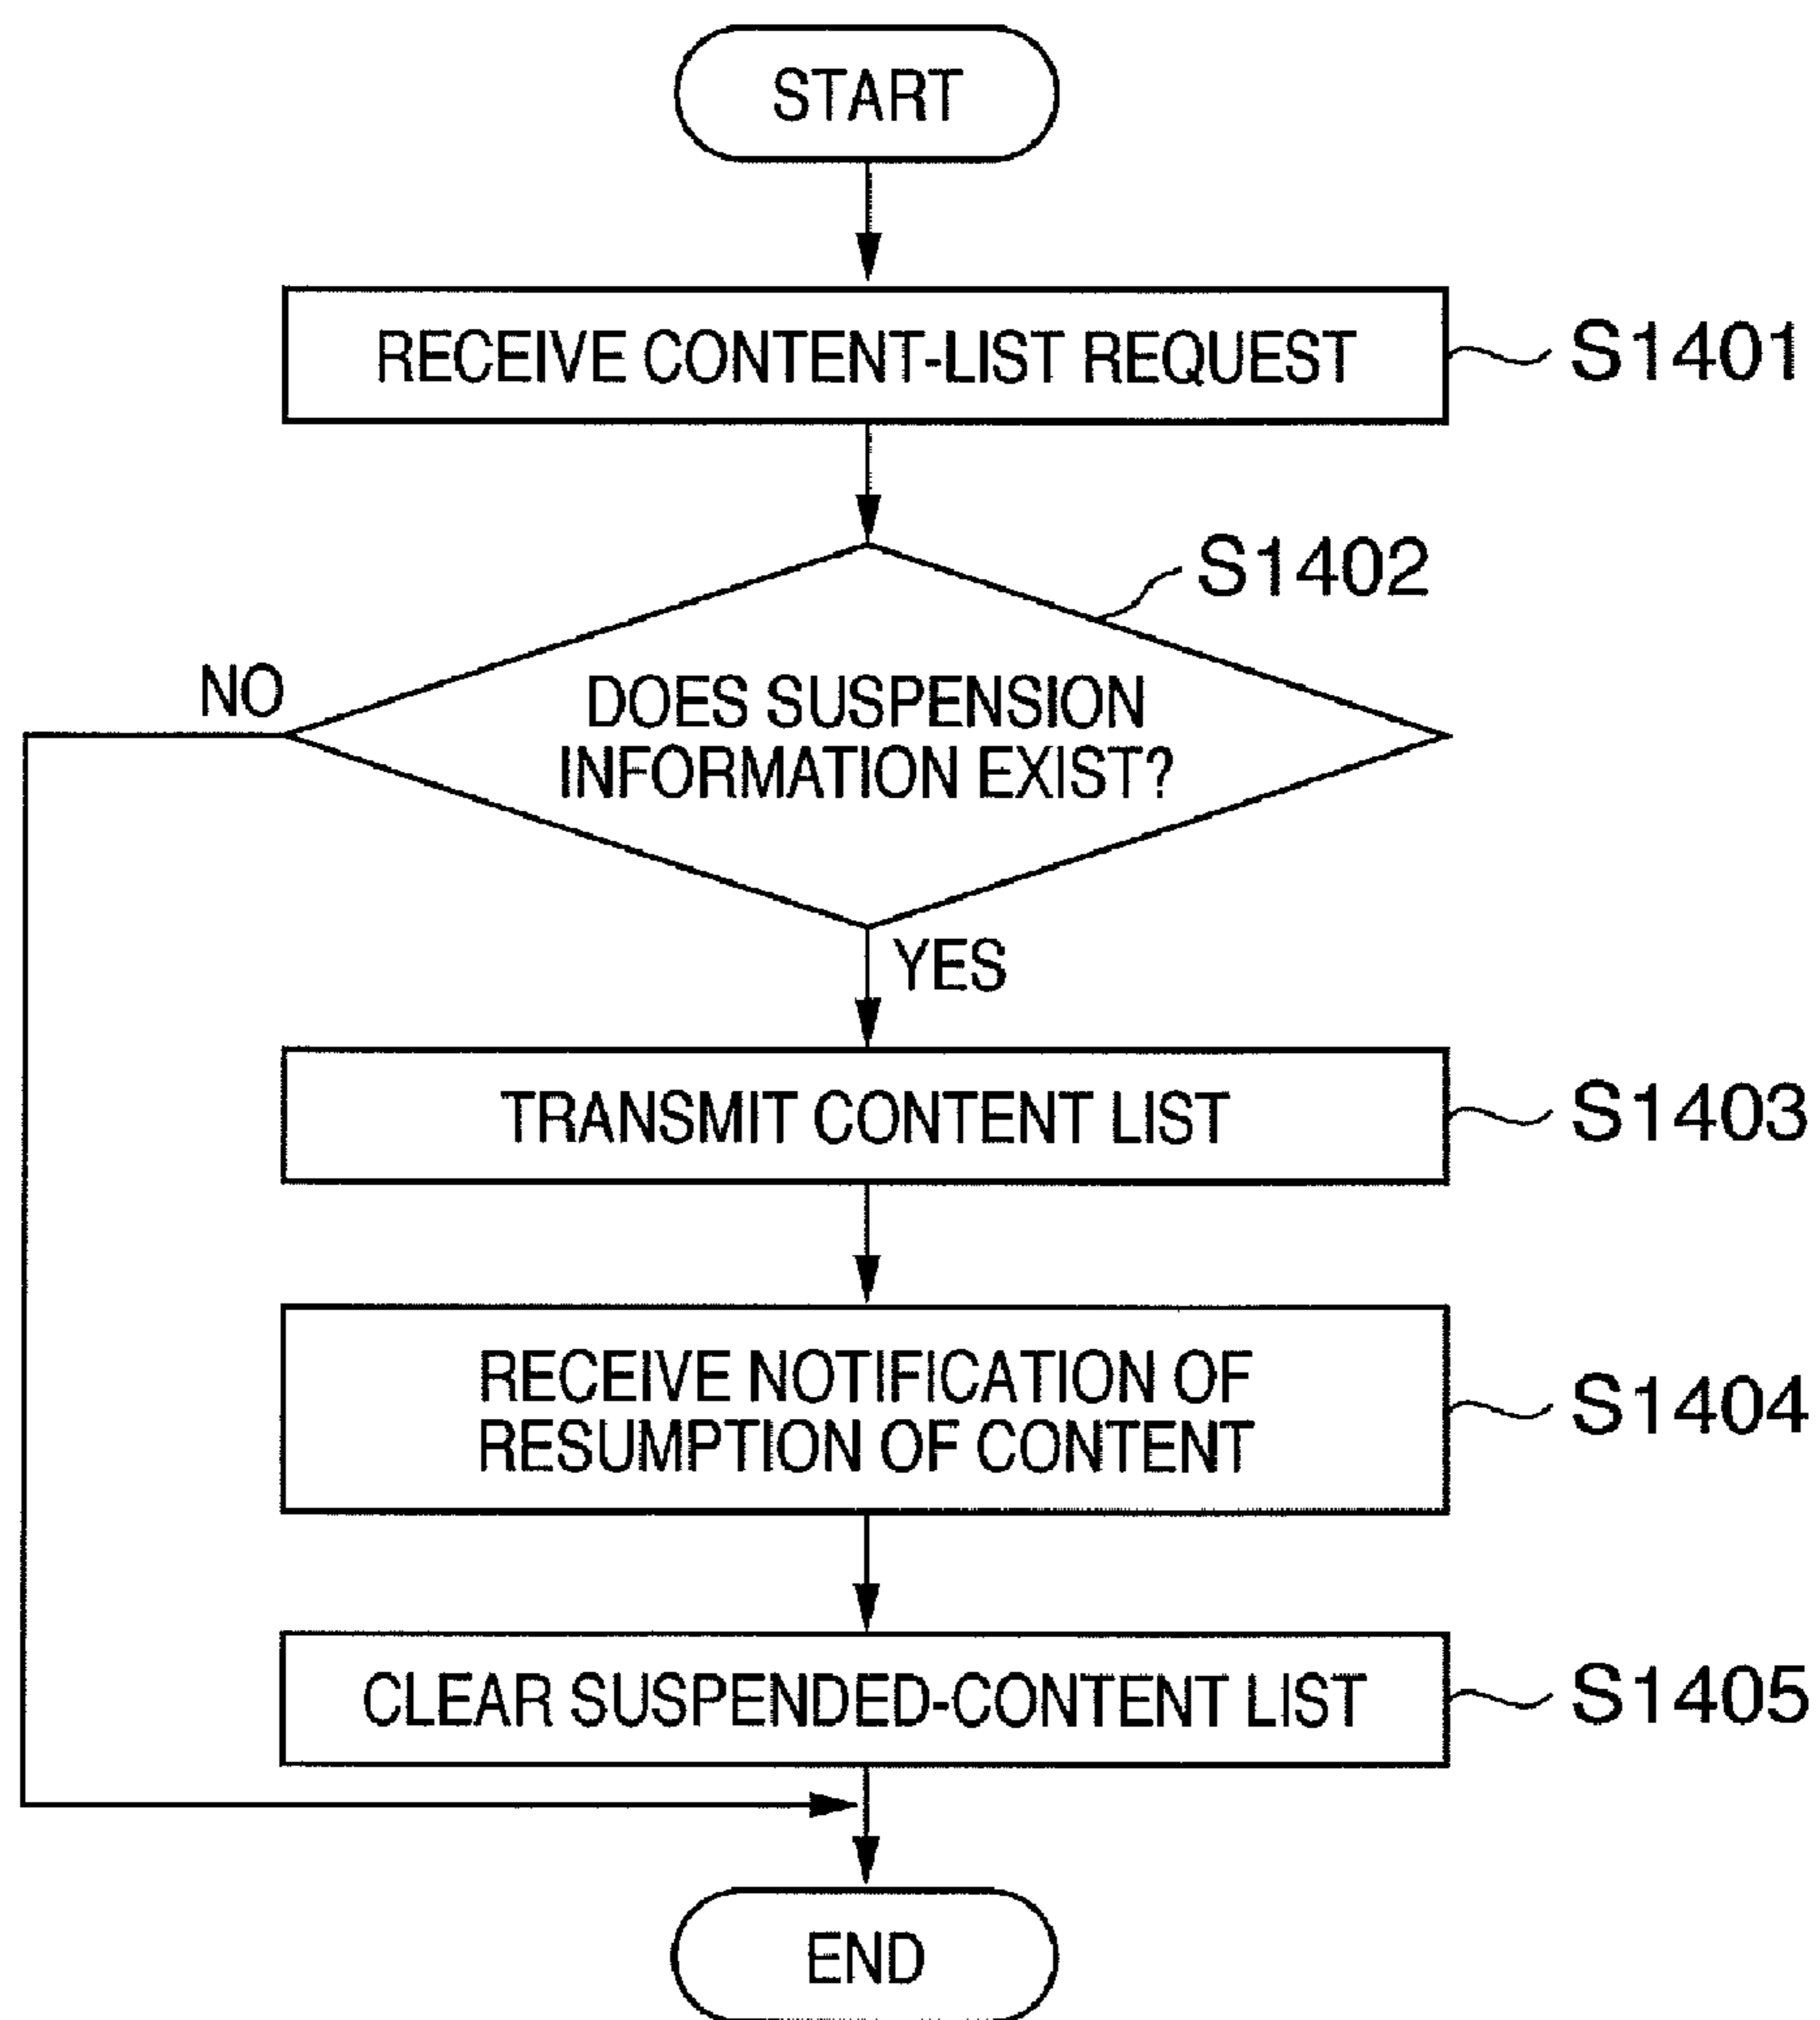 START
RECEIVE CONTENT-LIST REQUEST
S1401
S1402
NO
DOES SUSPENSION
INFORMATION EXIST?
YES
TRANSMIT CONTENT LIST
S1403
RECEIVE NOTIFICATION OF
RESUMPTION OF CONTENT
S1404
CLEAR SUSPENDED-CONTENT LIST
S1405
END